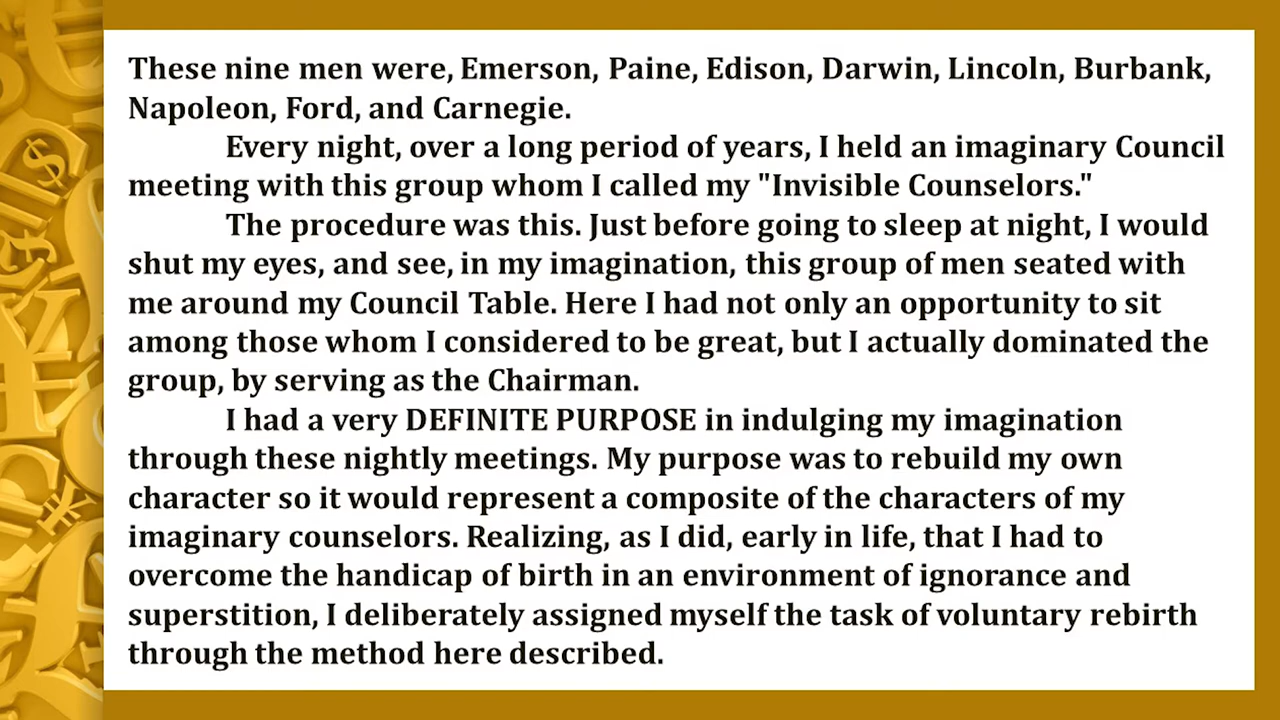 These nine men were, Emerson, Paine, Edison, Darwin, Lincoln, Burbank,
Napoleon, Ford, and Carnegie.
Every night, over a long period of years, I held an imaginary Council
meeting with this group whom I called my "Invisible Counselors."
The procedure was this. Just before going to sleep at night, I would
shut my eyes, and see, in my imagination, this group of men seated with
me around my Council Table. Here I had not only an opportunity to sit
among those whom I considered to be great, but I actually dominated the
group, by serving as the Chairman.
I had a very DEFINITE PURPOSE in indulging my imagination
through these nightly meetings. My purpose was to rebuild my own
character so it would represent a composite of the characters of my
imaginary counselors. Realizing, as I did, early in life, that I had to
overcome the handicap of birth in an environment of ignorance and
superstition, I deliberately assigned myself the task of voluntary rebirth
through the method here described.